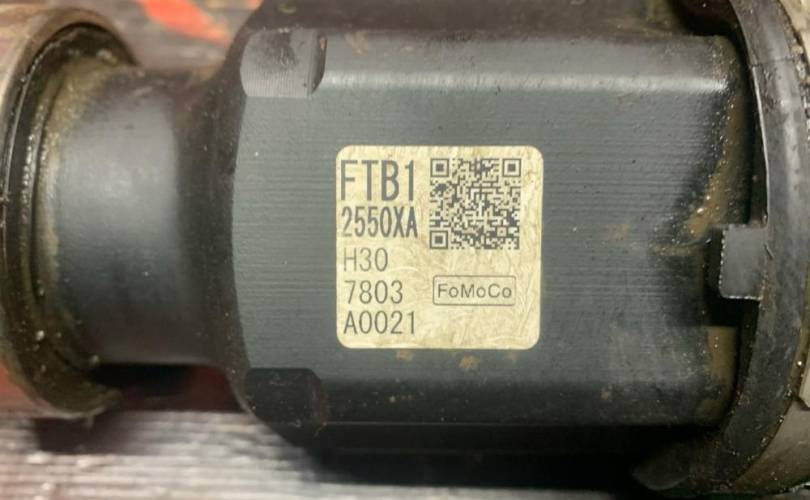 FTB1
2550XA
H30
7803
FoMoCo
A0021